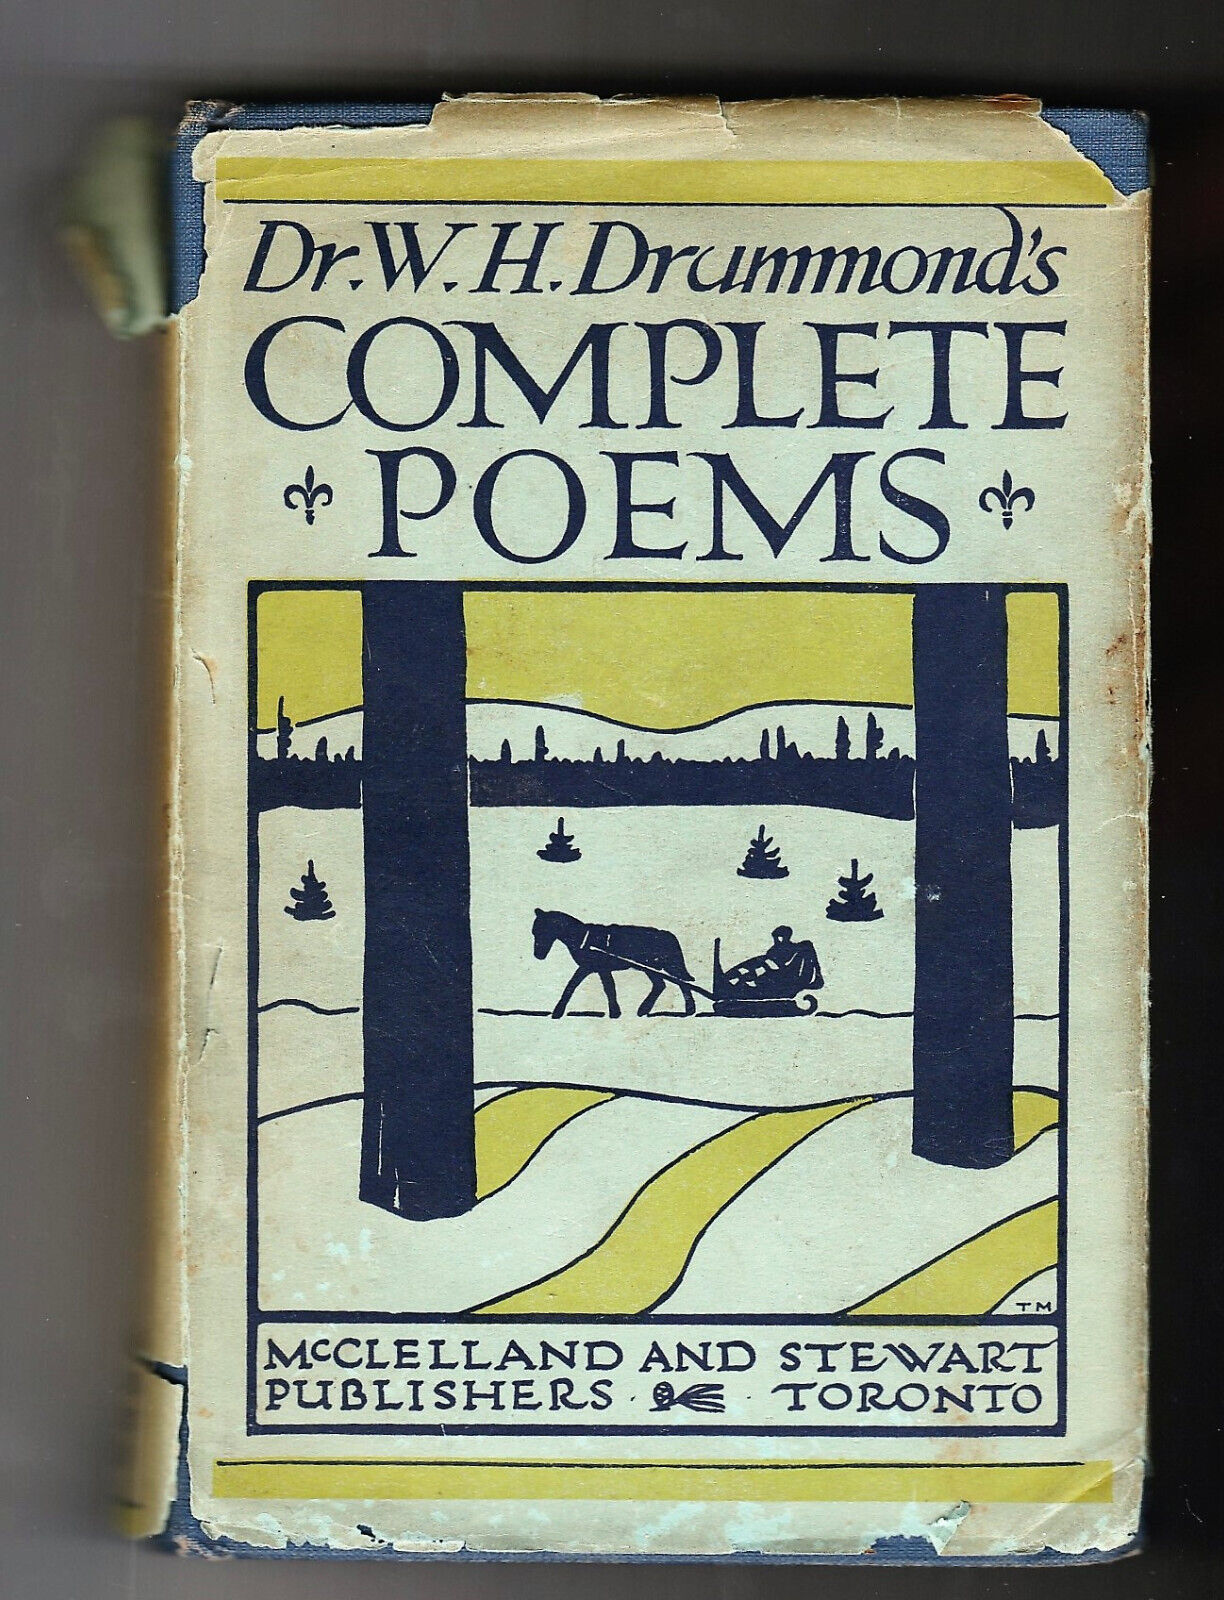 Dr. W. H. Drummond's
COMPLETE
POEMS
TM
McCLELLAND AND STEWART
PUBLISHERS · TORONTO